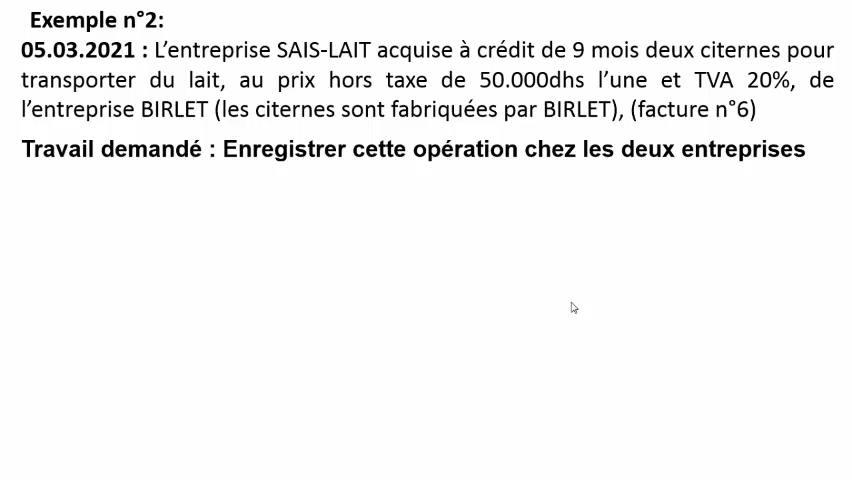 Exemple n°2:
05.03.2021 : L'entreprise SAIS-LAIT acquise à crédit de 9 mois deux citernes pour
transporter du lait, au prix hors taxe de 50.000dhs l'une et TVA 20%, de
l'entreprise BIRLET (les citernes sont fabriquées par BIRLET), (facture n°6)
Travail demandé : Enregistrer cette opération chez les deux entreprises